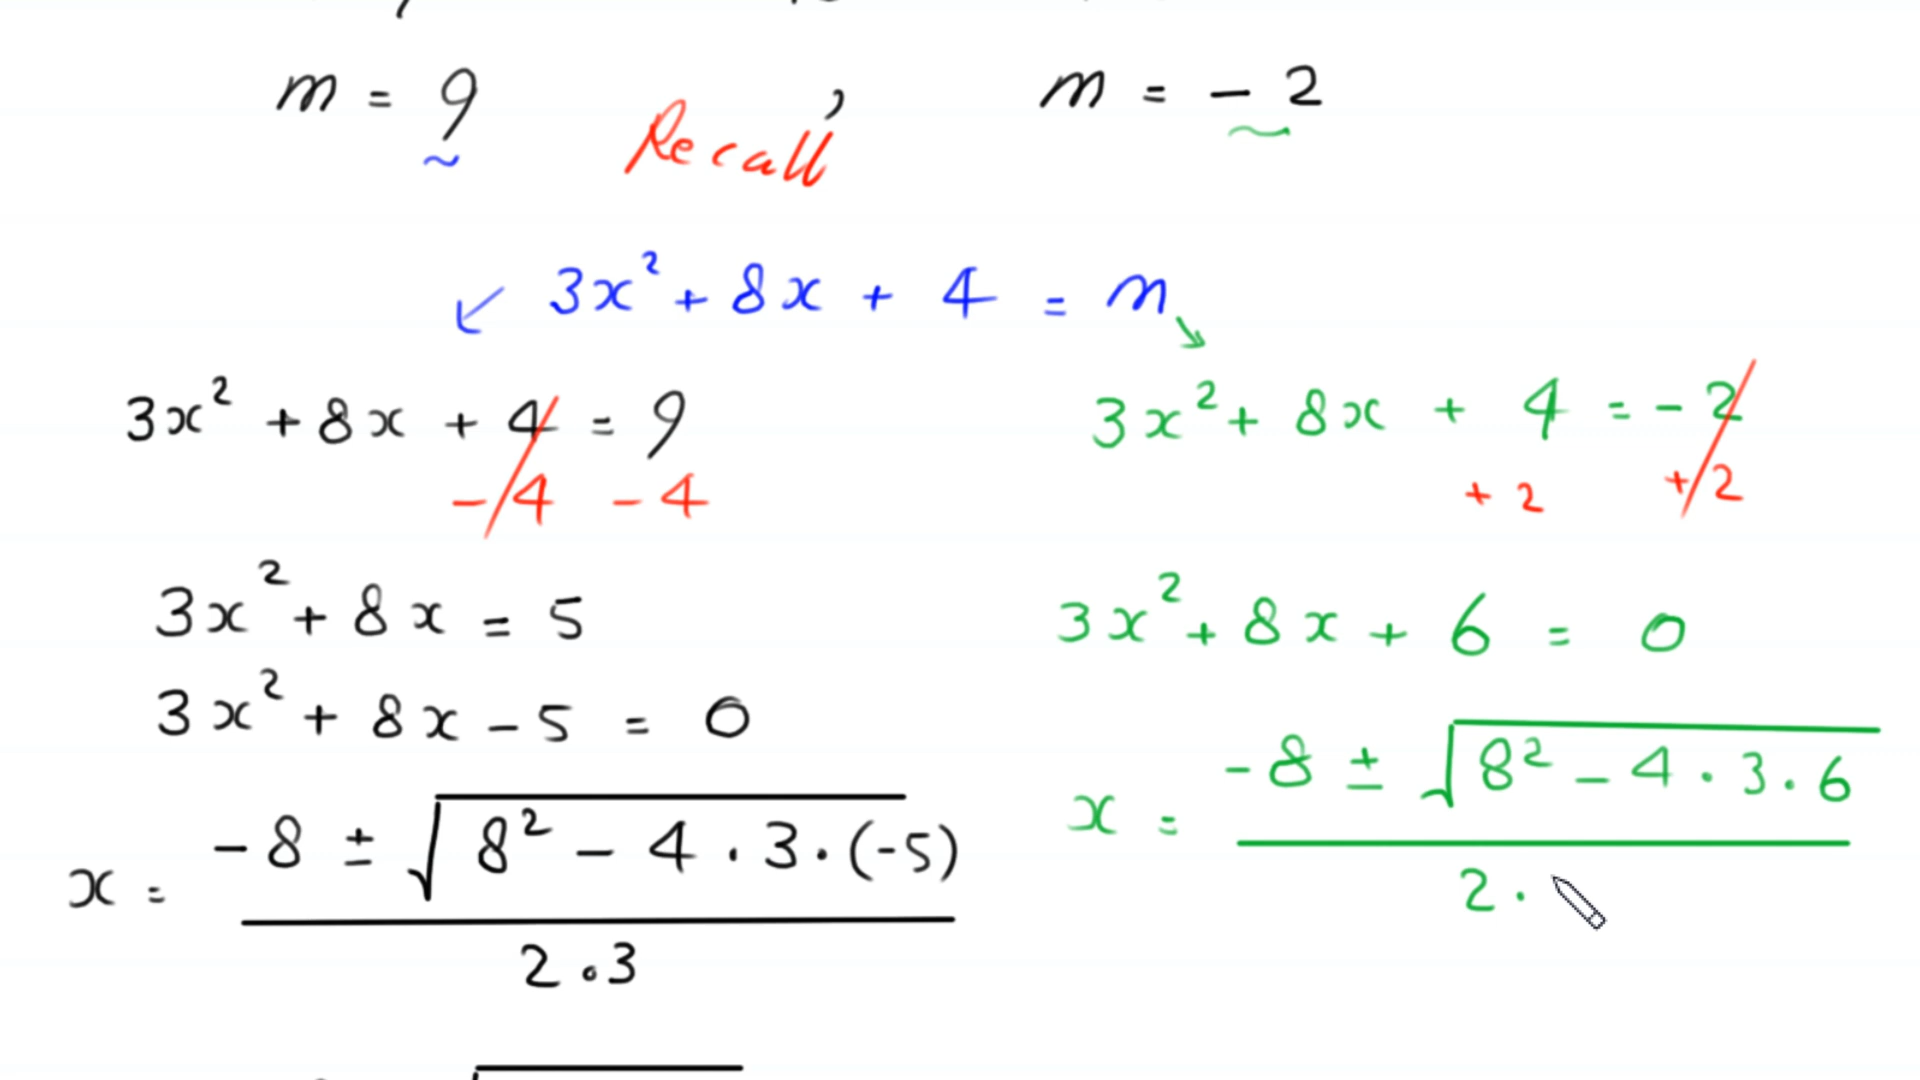 m = 9 , m = - 2
Recall
3x² + 8x + 4 = m
3x² + 8x + 4 = 9
- 4 - 4
3x² + 8x = 5
3x² + 8x - 5 = 0
x = (-8 ± √(8² - 4 · 3 · (-5))) / (2 · 3)
3x² + 8x + 4 = - 2
+ 2 + 2
3x² + 8x + 6 = 0
x = (-8 ± √(8² - 4 · 3 · 6)) / (2 ·